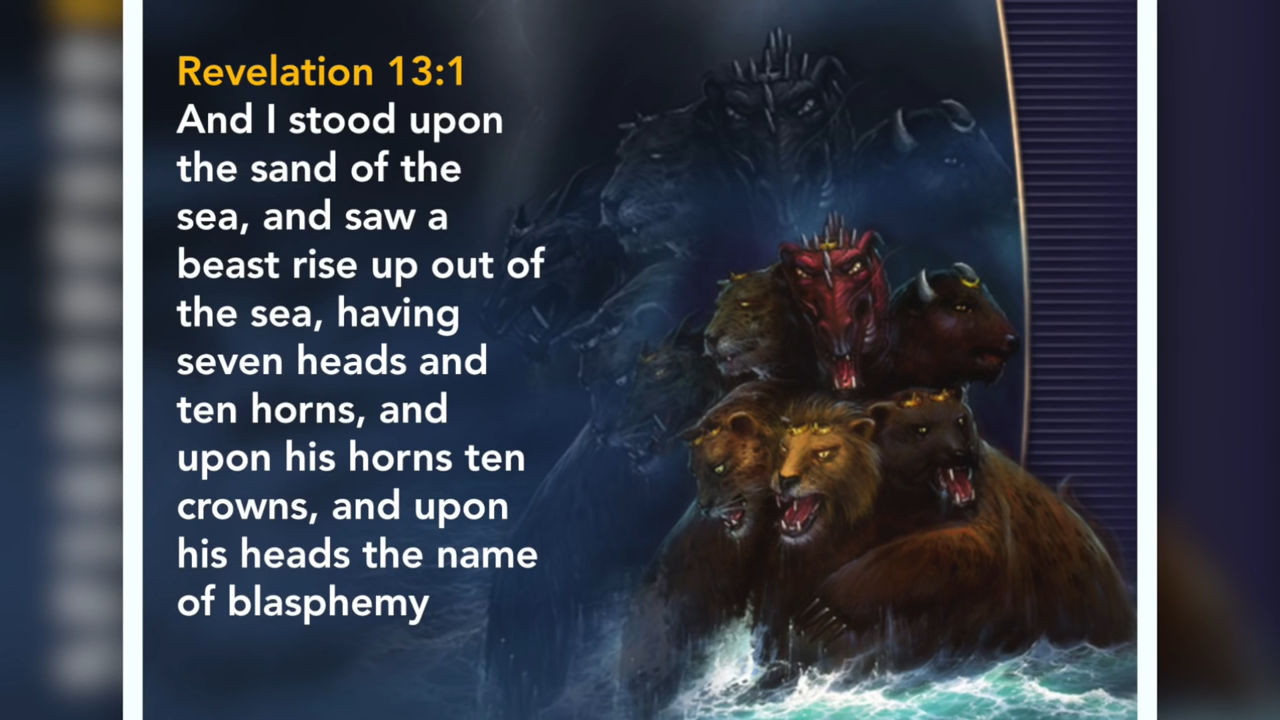 Revelation 13:1
And I stood upon
the sand of the
sea, and saw a
beast rise up out of
the sea, having
seven heads and
ten horns, and
upon his horns ten
crowns, and upon
his heads the name
of blasphemy